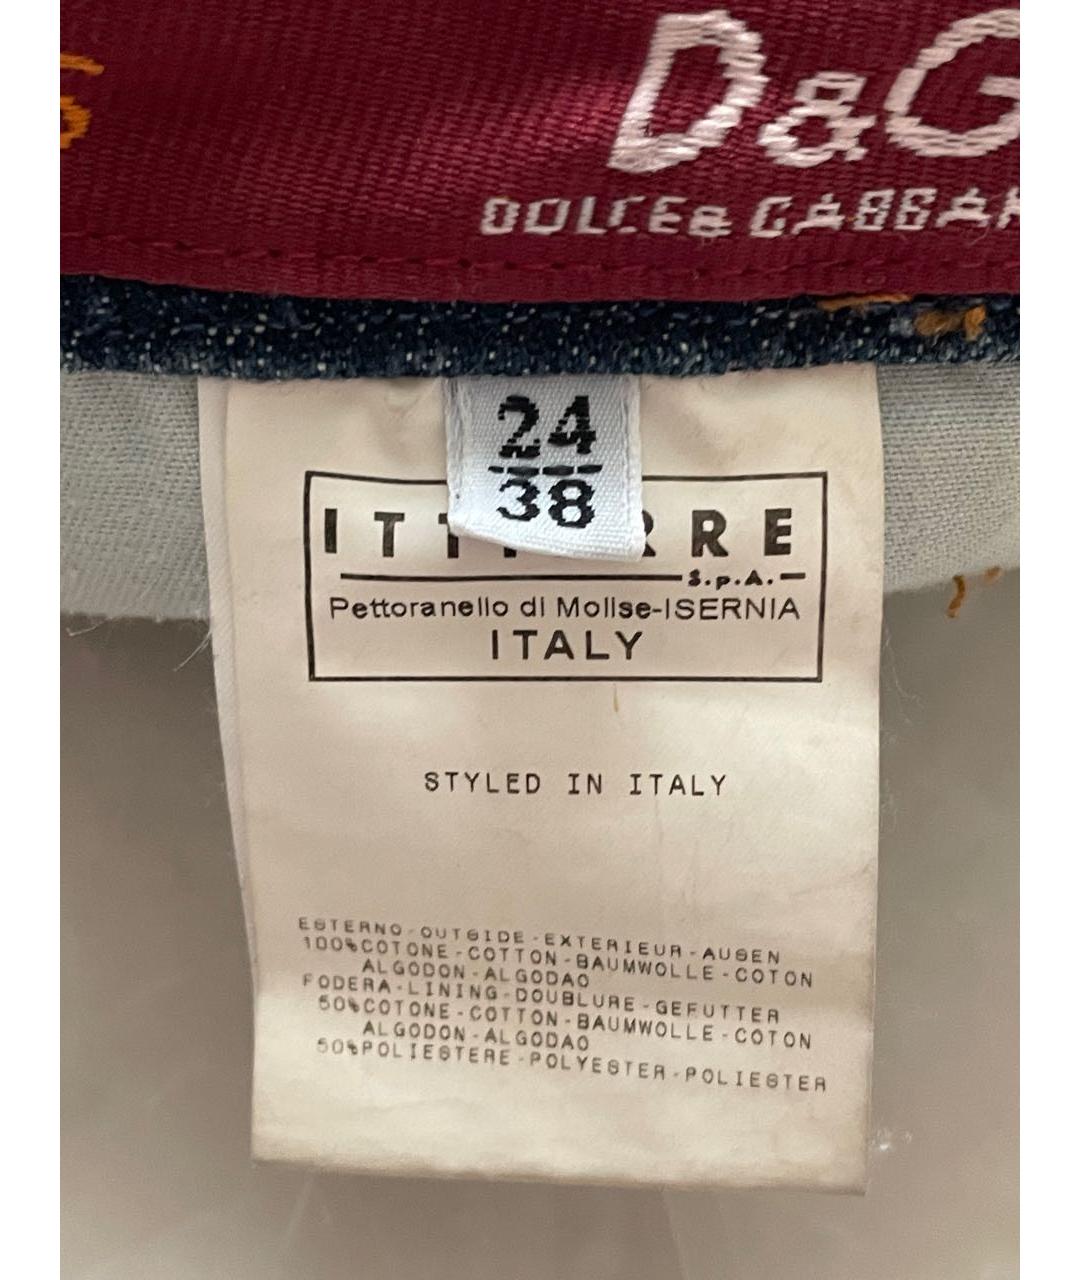 D&G
DOLCE & GABBAN
24
38
ITT RRE
S.p.A.
Pettoranello di Molise-ISERNIA
ITALY
STYLED IN ITALY
ESTERNO-OUTSIDE-EXTERIEUR-AUSEN
100%COTONE-COTTON-BAUMWOLLE-COTON
ALGODON-ALGODAO
FODERA-LINING-DOUBLURE-GEFUTTER
50%COTONE-COTTON-BAUMWOLLE-COTON
ALGODON-ALGODAO
50%POLIESTERE-POLYESTER-POLIESTER